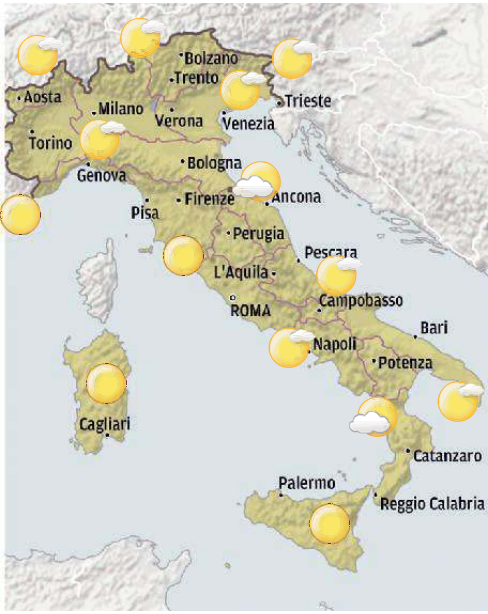 Bolzano
Trento
Aosta
Milano
Verona
Venezia
Trieste
Torino
Genova
Bologna
Pisa
Firenze
Ancona
Perugia
Pescara
L'Aquila
ROMA
Campobasso
Bari
Napoli
Potenza
Cagliari
Catanzaro
Palermo
Reggio Calabria